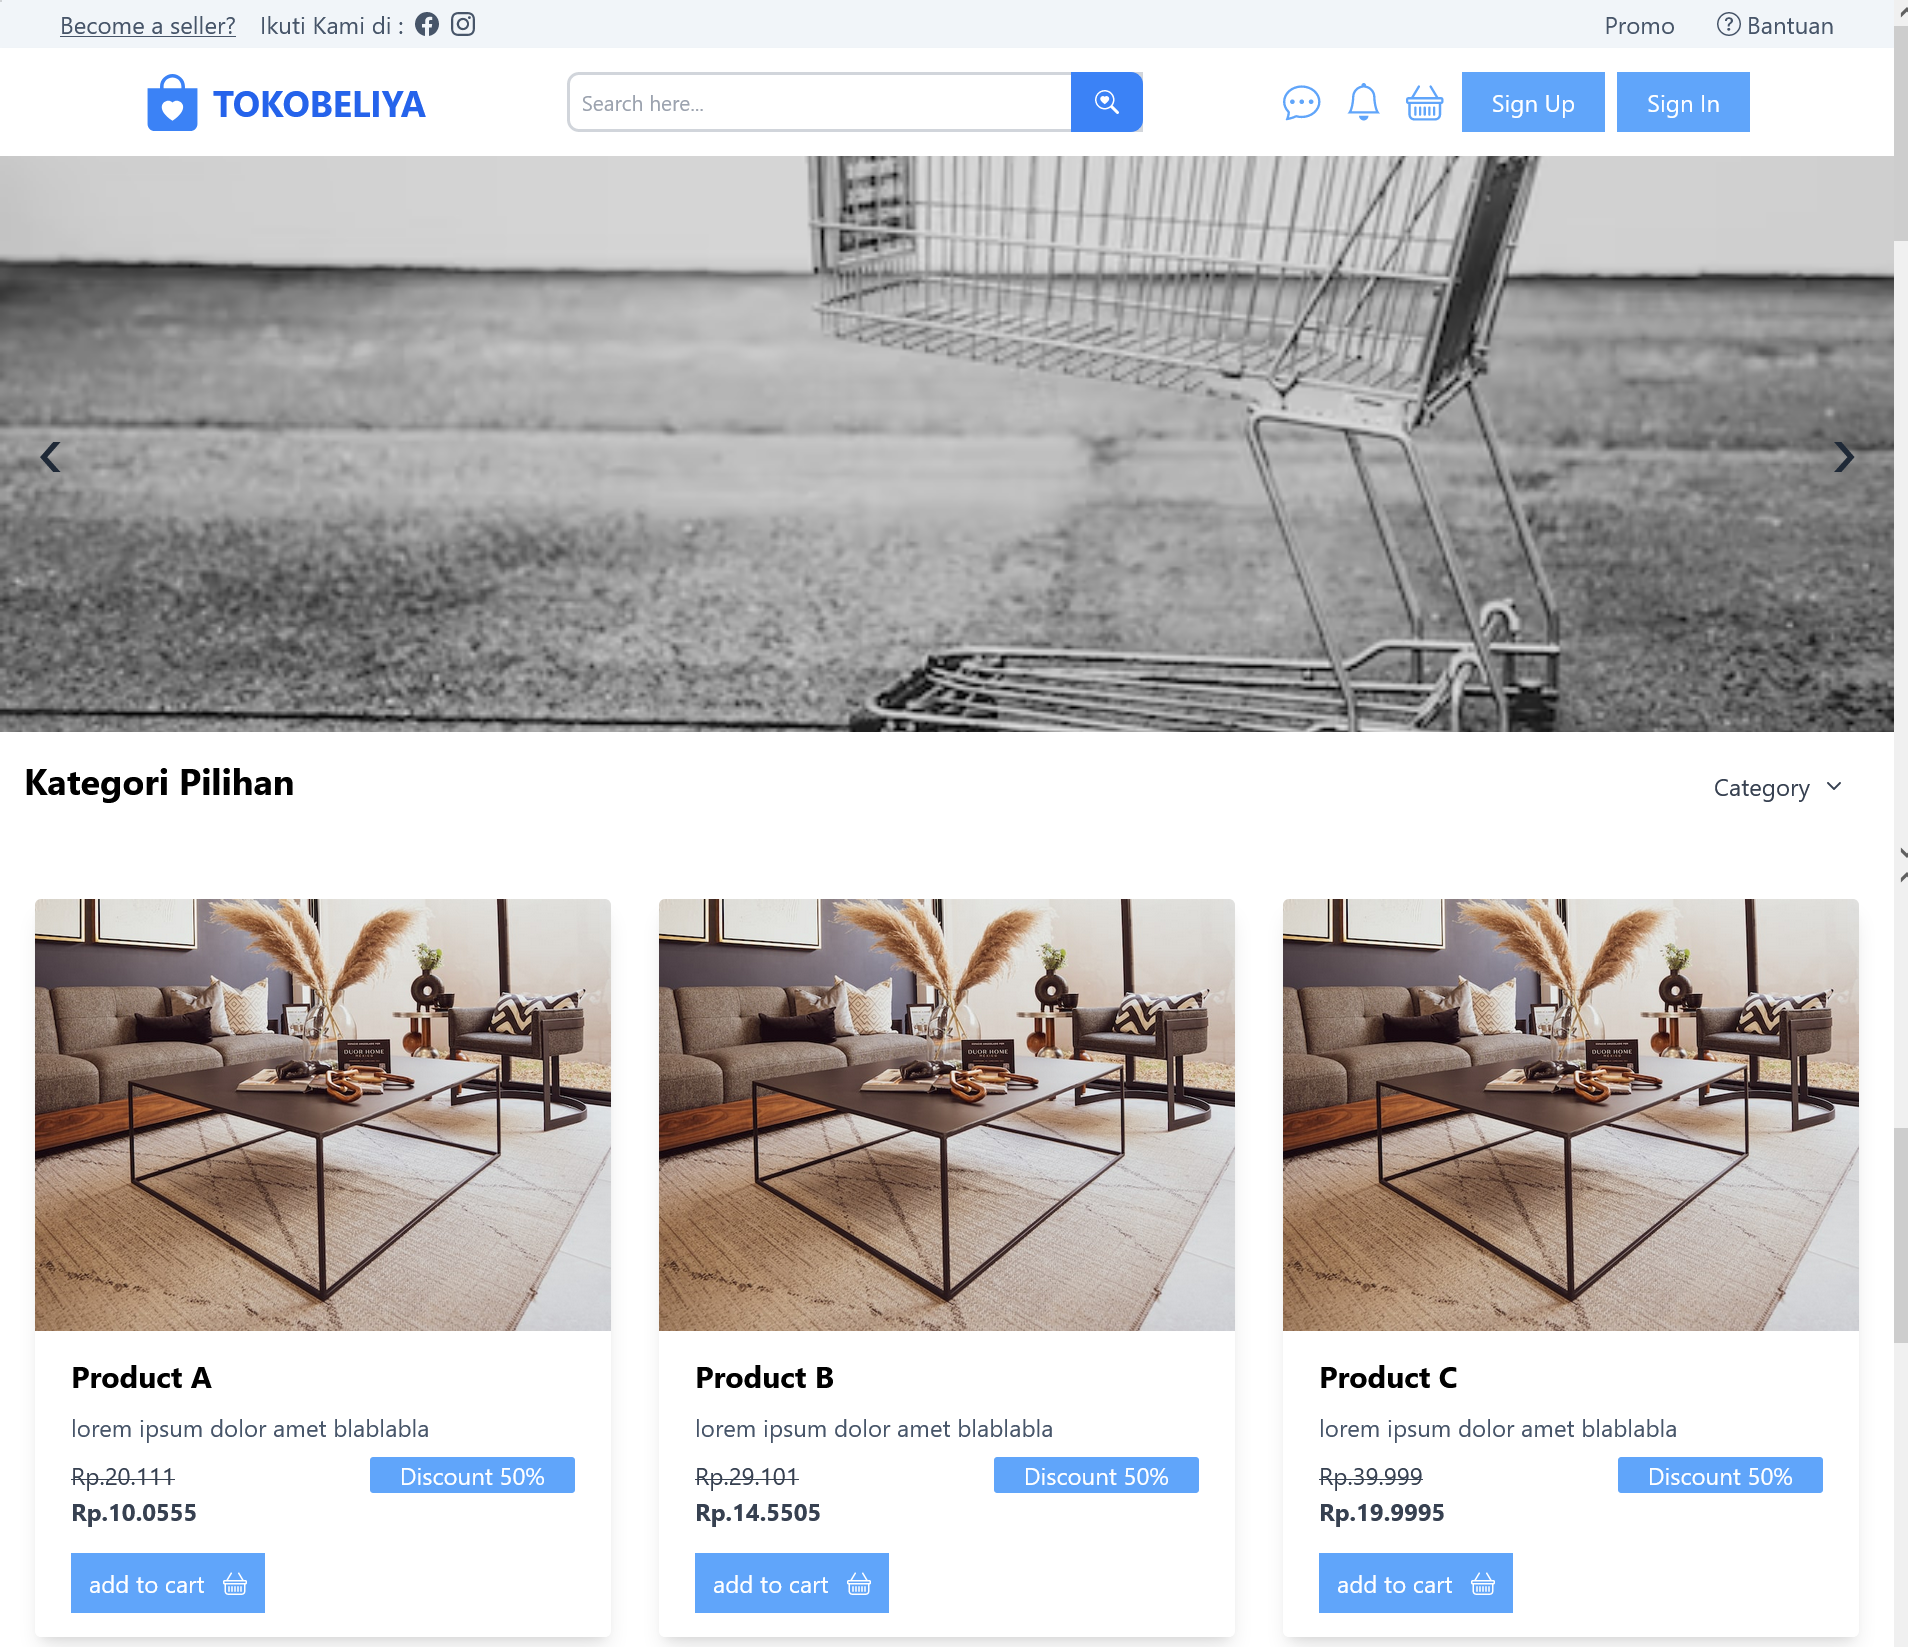 Become a seller? Ikuti Kami di :
Promo Bantuan
TOKOBELIYA
Search here...
Sign Up Sign In
Kategori Pilihan
Category
DUOR HOME
DUOR HOME
DUOR HOME
Product A
lorem ipsum dolor amet blablabla
Rp.20.111 Discount 50%
Rp.10.0555
add to cart
Product B
lorem ipsum dolor amet blablabla
Rp.29.101 Discount 50%
Rp.14.5505
add to cart
Product C
lorem ipsum dolor amet blablabla
Rp.39.999 Discount 50%
Rp.19.9995
add to cart